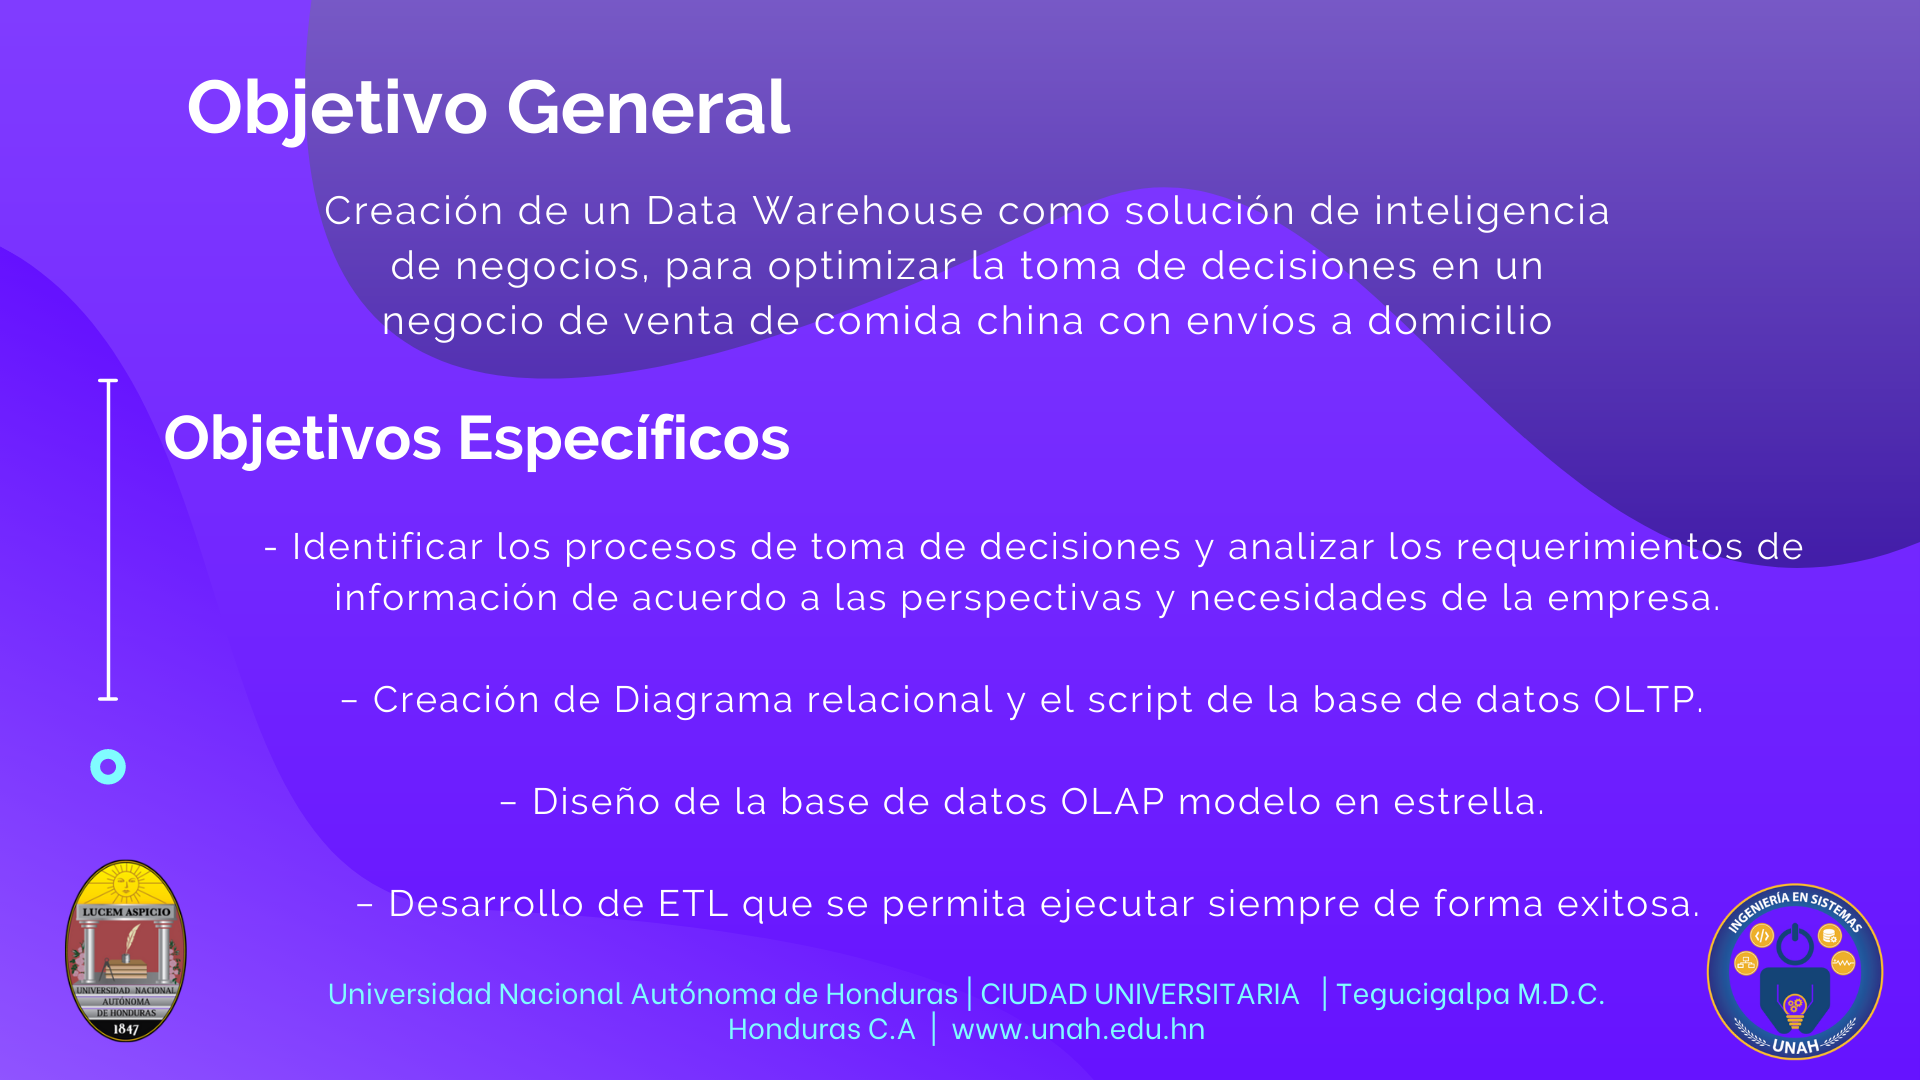 Objetivo General
Creación de un Data Warehouse como solución de inteligencia
de negocios, para optimizar la toma de decisiones en un
negocio de venta de comida china con envíos a domicilio
Objetivos Específicos
- Identificar los procesos de toma de decisiones y analizar los requerimientos de
información de acuerdo a las perspectivas y necesidades de la empresa.
– Creación de Diagrama relacional y el script de la base de datos OLTP.
– Diseño de la base de datos OLAP modelo en estrella.
– Desarrollo de ETL que se permita ejecutar siempre de forma exitosa.
LUCEM ASPICIO
UNIVERSIDAD NACIONAL
AUTÓNOMA
DE HONDURAS
1847
Universidad Nacional Autónoma de Honduras | CIUDAD UNIVERSITARIA | Tegucigalpa M.D.C.
Honduras C.A | www.unah.edu.hn
INGENIERÍA EN SISTEMAS
</>
UNAH